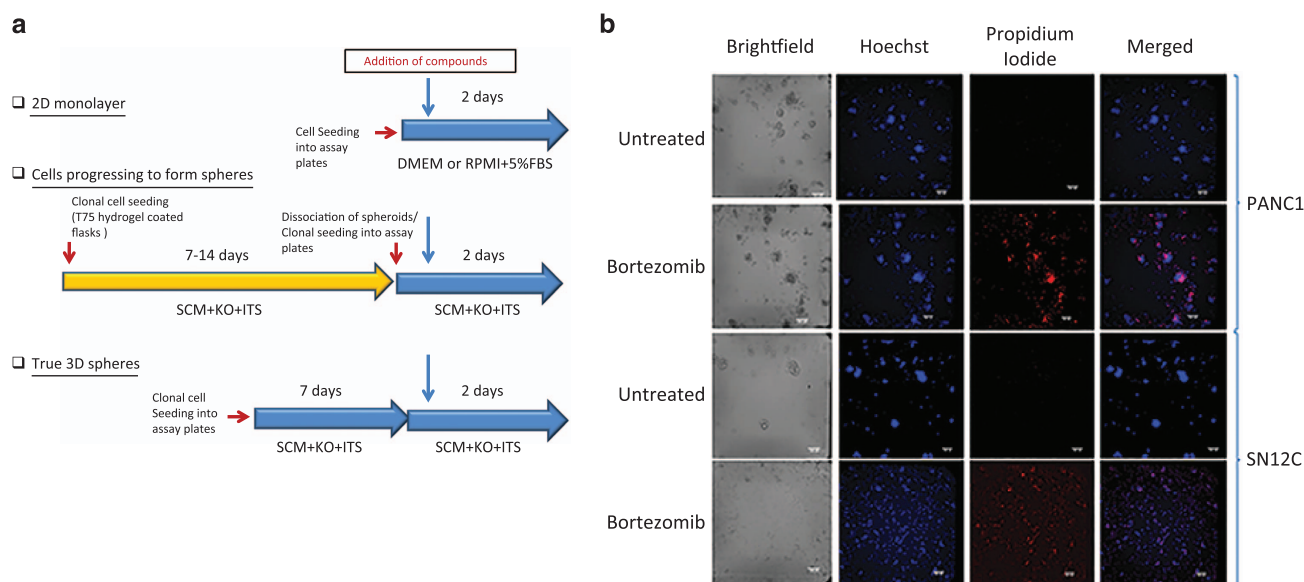 a
Addition of compounds
2D monolayer
2 days
Cell Seeding
into assay
plates
DMEM or RPMI+5%FBS
Cells progressing to form spheres
Clonal cell seeding
(T75 hydrogel coated
flasks )
Dissociation of spheroids/
Clonal seeding into assay
plates
7-14 days
2 days
SCM+KO+ITS
SCM+KO+ITS
True 3D spheres
Clonal cell
Seeding into
assay plates
7 days
2 days
SCM+KO+ITS
SCM+KO+ITS
b
Brightfield
Hoechst
Propidium
Iodide
Merged
Untreated
Bortezomib
PANC1
Untreated
Bortezomib
SN12C